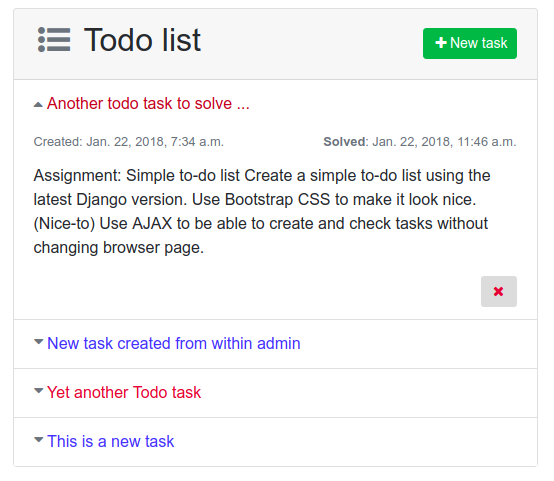 Todo list
New task
Another todo task to solve ...
Created: Jan. 22, 2018, 7:34 a.m.
Solved: Jan. 22, 2018, 11:46 a.m.
Assignment: Simple to-do list Create a simple to-do list using the
latest Django version. Use Bootstrap CSS to make it look nice.
(Nice-to) Use AJAX to be able to create and check tasks without
changing browser page.
New task created from within admin
Yet another Todo task
This is a new task